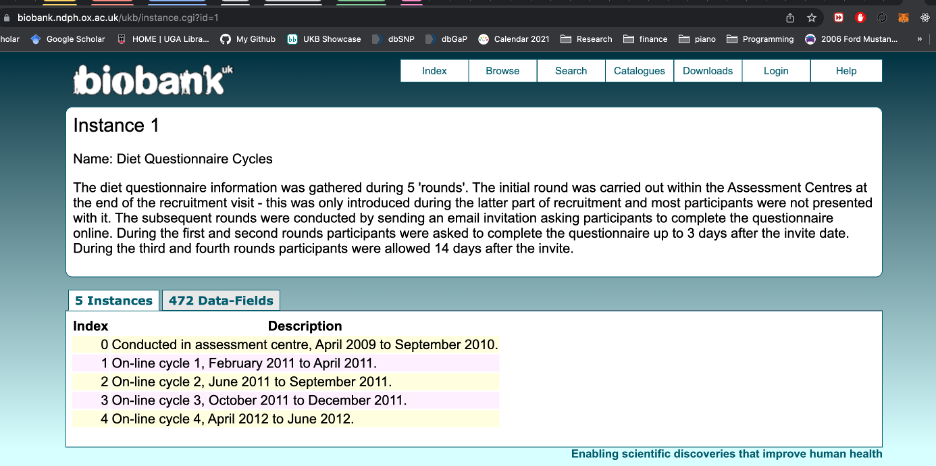 biobank.ndph.ox.ac.uk/ukb/instance.cgi?id=1
holar Google Scholar HOME | UGA Libra... My Github UKB Showcase dbSNP dbGaP Calendar 2021 Research finance piano Programming 2006 Ford Mustan... »
biobank uk
Index Browse Search Catalogues Downloads Login Help
Instance 1
Name: Diet Questionnaire Cycles
The diet questionnaire information was gathered during 5 'rounds'. The initial round was carried out within the Assessment Centres at
the end of the recruitment visit - this was only introduced during the latter part of recruitment and most participants were not presented
with it. The subsequent rounds were conducted by sending an email invitation asking participants to complete the questionnaire
online. During the first and second rounds participants were asked to complete the questionnaire up to 3 days after the invite date.
During the third and fourth rounds participants were allowed 14 days after the invite.
5 Instances 472 Data-Fields
Index Description
0 Conducted in assessment centre, April 2009 to September 2010.
1 On-line cycle 1, February 2011 to April 2011.
2 On-line cycle 2, June 2011 to September 2011.
3 On-line cycle 3, October 2011 to December 2011.
4 On-line cycle 4, April 2012 to June 2012.
Enabling scientific discoveries that improve human health